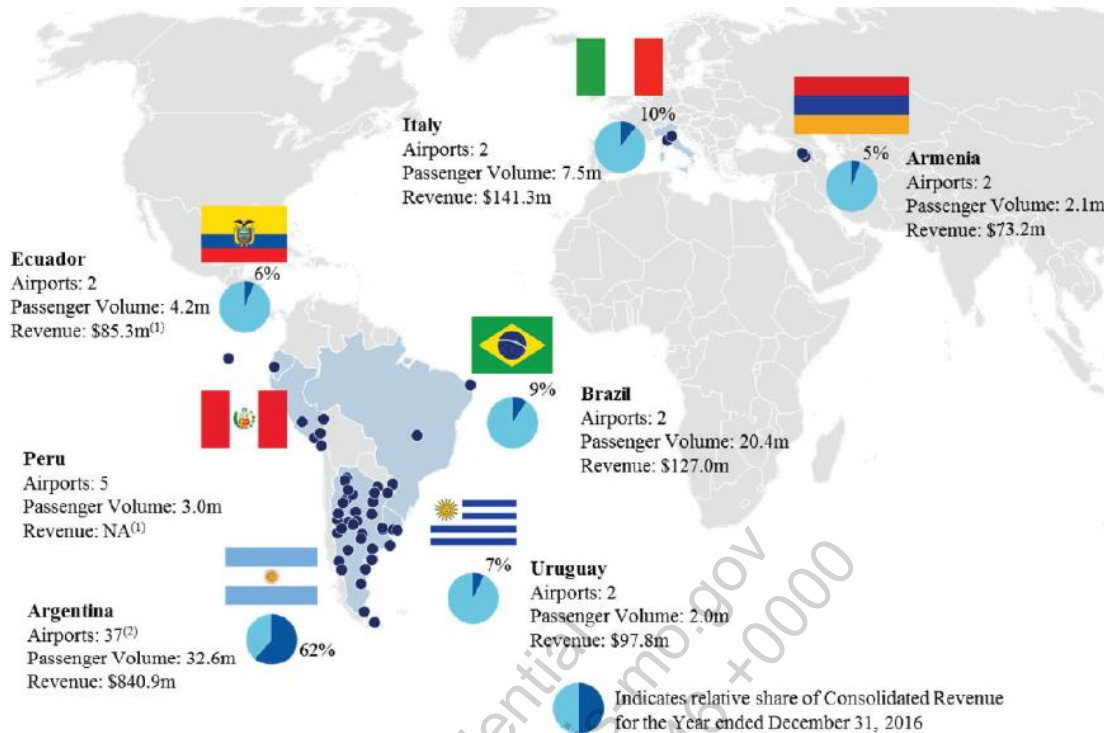 Italy
Airports: 2
Passenger Volume: 7.5m
Revenue: $141.3m
10%
Armenia
Airports: 2
Passenger Volume: 2.1m
Revenue: $73.2m
5%
Ecuador
Airports: 2
Passenger Volume: 4.2m
Revenue: $85.3m(1)
6%
Brazil
Airports: 2
Passenger Volume: 20.4m
Revenue: $127.0m
9%
Peru
Airports: 5
Passenger Volume: 3.0m
Revenue: NA(1)
Uruguay
Airports: 2
Passenger Volume: 2.0m
Revenue: $97.8m
7%
Argentina
Airports: 37(2)
Passenger Volume: 32.6m
Revenue: $840.9m
62%
Indicates relative share of Consolidated Revenue
for the Year ended December 31, 2016
+0000